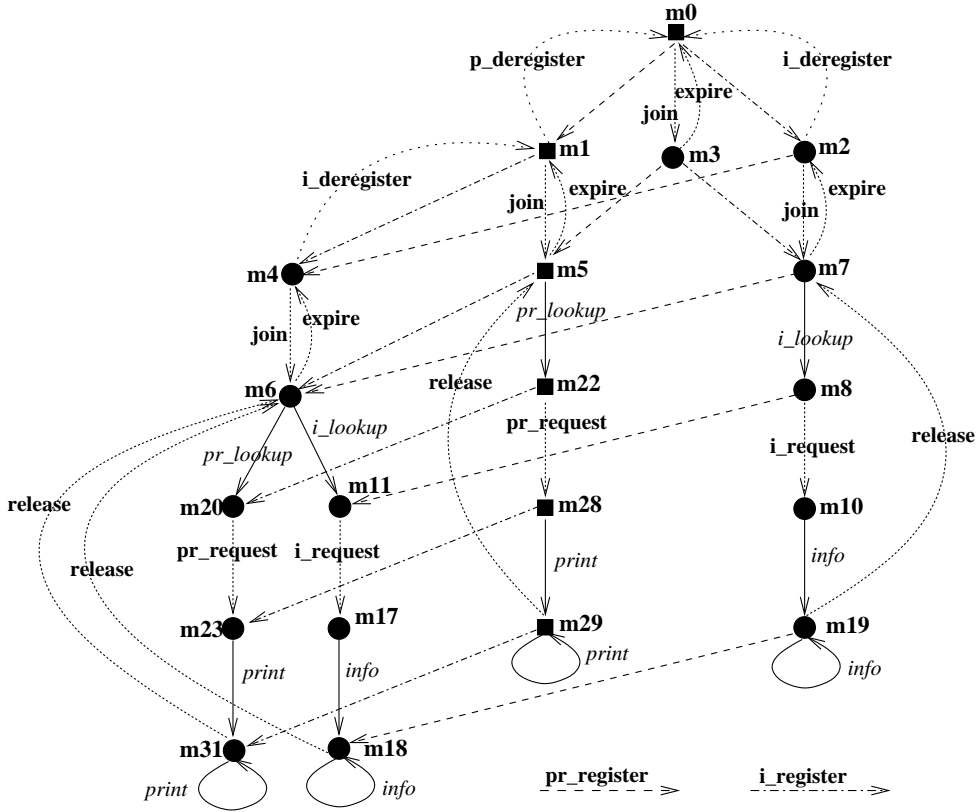 m0
p_deregister
i_deregister
expire
join
m1
m3
m2
i_deregister
expire
expire
join
join
m4
m5
m7
pr_lookup
expire
join
i_lookup
m6
release
m22
m8
i_lookup
pr_request
pr_lookup
i_request
release
m11
m20
m28
m10
release
pr_request
i_request
print
info
release
m17
m23
m29
m19
print
print
info
info
m31
m18
pr_register
i_register
print
info